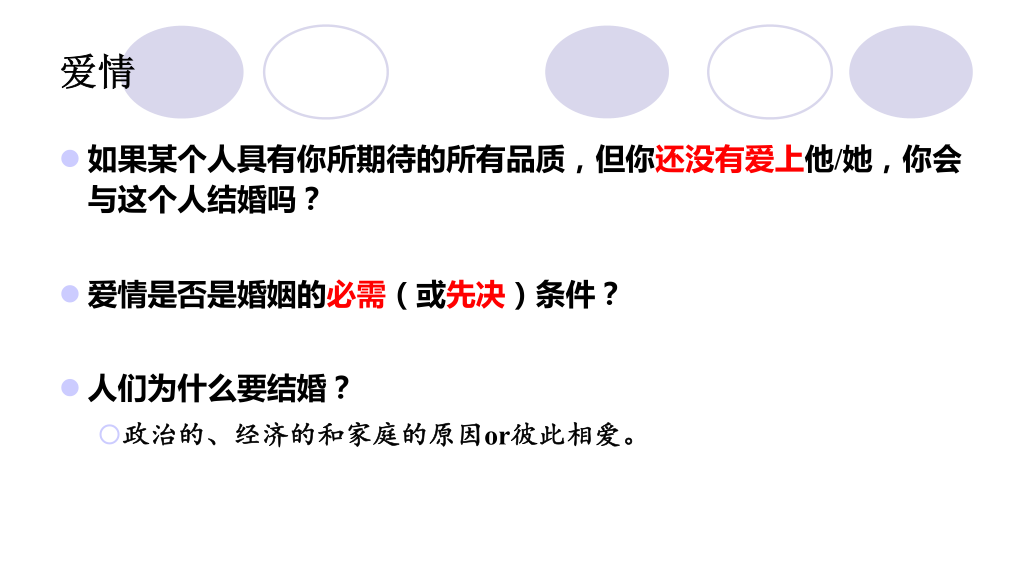 爱情
如果某个人具有你所期待的所有品质，但你还没有爱上他/她，你会
与这个人结婚吗？
爱情是否是婚姻的必需（或先决）条件？
人们为什么要结婚？
政治的、经济的和家庭的原因or彼此相爱。